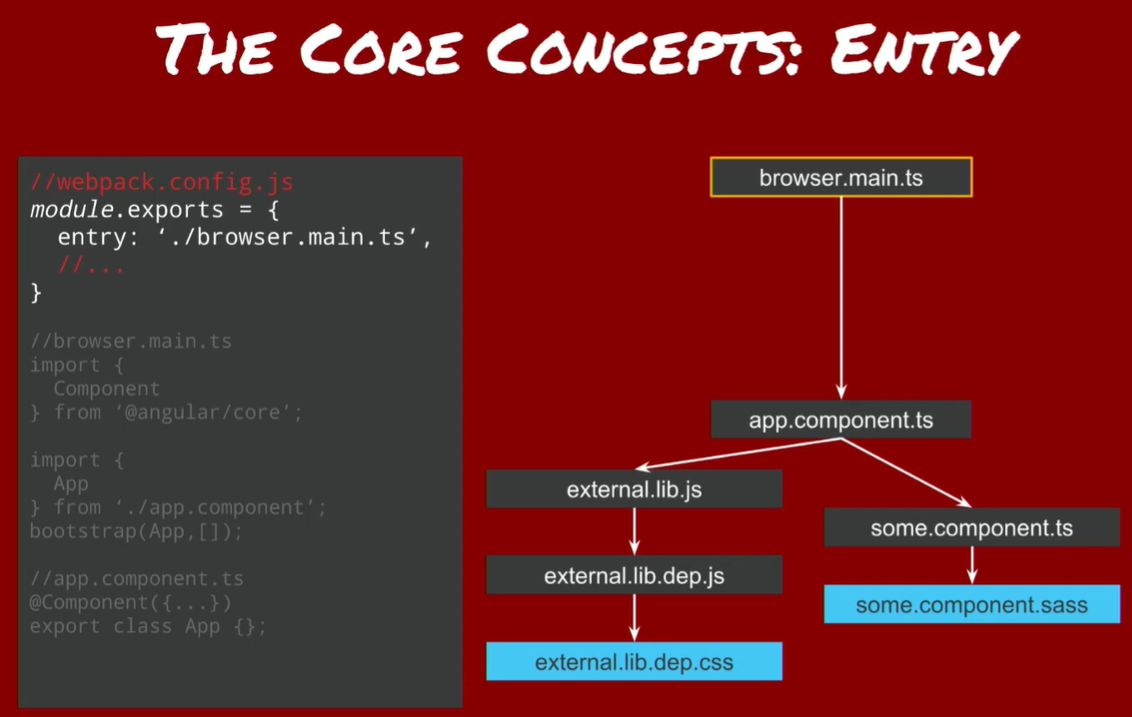 The Core Concepts: Entry
//webpack.config.js
module.exports = {
  entry: ‘./browser.main.ts’,
  //...
}
//browser.main.ts
import {
  Component
} from ‘@angular/core’;
import {
  App
} from ‘./app.component’;
bootstrap(App,[]);
//app.component.ts
@Component({...})
export class App {};
browser.main.ts
app.component.ts
external.lib.js
some.component.ts
external.lib.dep.js
some.component.sass
external.lib.dep.css